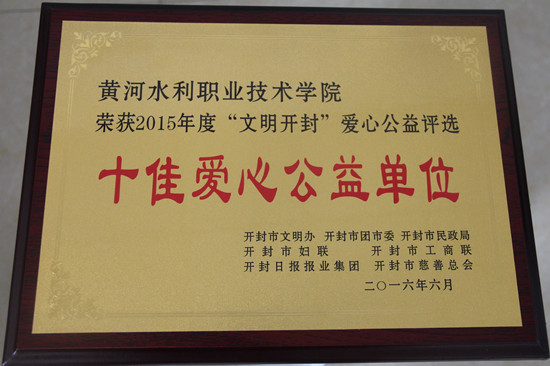 黄河水利职业技术学院
荣获2015年度“文明开封”爱心公益评选
十佳爱心公益单位
开封市文明办 开封市团市委 开封市民政局
开封市妇联 开封市工商联
开封日报报业集团 开封市慈善总会
二〇一六年六月